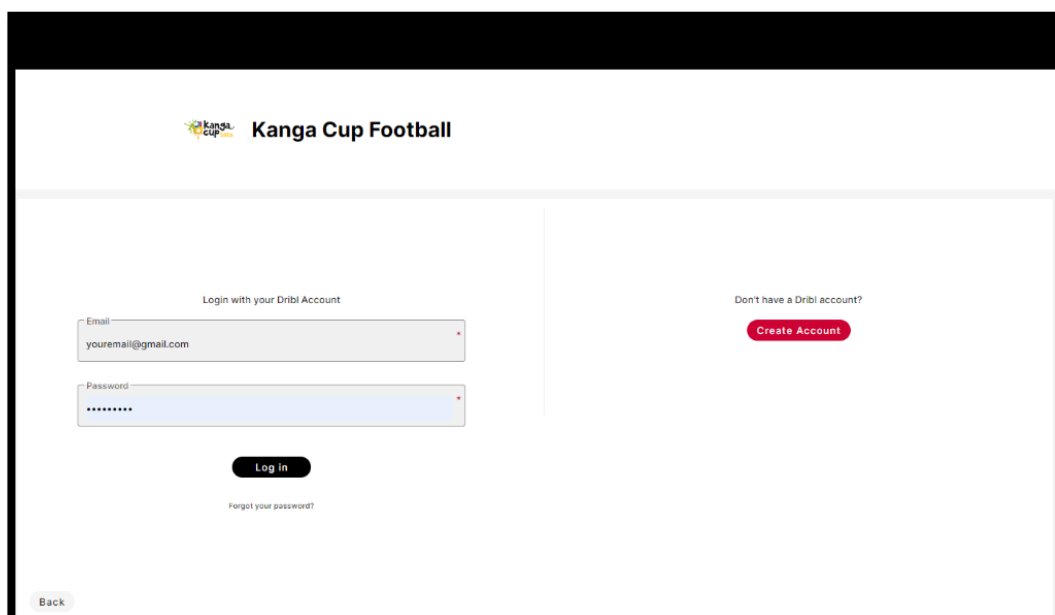 kanga
cup
Kanga Cup Football
Login with your Dribl Account
Email
*
youremail@gmail.com
Password
*
•••••••••
Log in
Forgot your password?
Don't have a Dribl account?
Create Account
Back